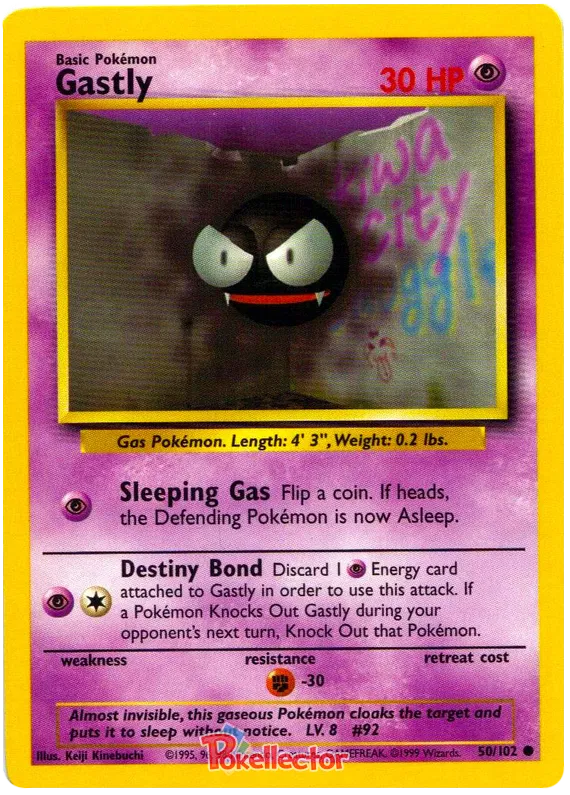 Basic Pokémon
Gastly 30 HP
City
Gas Pokémon. Length: 4' 3", Weight: 0.2 lbs.
Sleeping Gas Flip a coin. If heads,
the Defending Pokémon is now Asleep.
Destiny Bond Discard 1 Energy card
attached to Gastly in order to use this attack. If
a Pokémon Knocks Out Gastly during your
opponent's next turn, Knock Out that Pokémon.
weakness resistance retreat cost
-30
Almost invisible, this gaseous Pokémon cloaks the target and
puts it to sleep without notice. LV. 8 #92
Illus. Keiji Kinebuchi ©1995, GAMEFREAK. ©1999 Wizards. 50/102
Pokellector